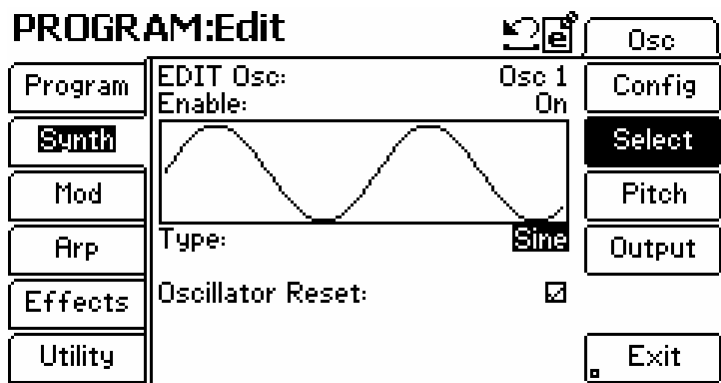 PROGRAM:Edit
e
Osc
Program
EDIT Osc: Osc 1
Config
Enable: On
Synth
Select
Mod
Pitch
Arp
Type: Sine
Output
Effects
Oscillator Reset:
Utility
Exit